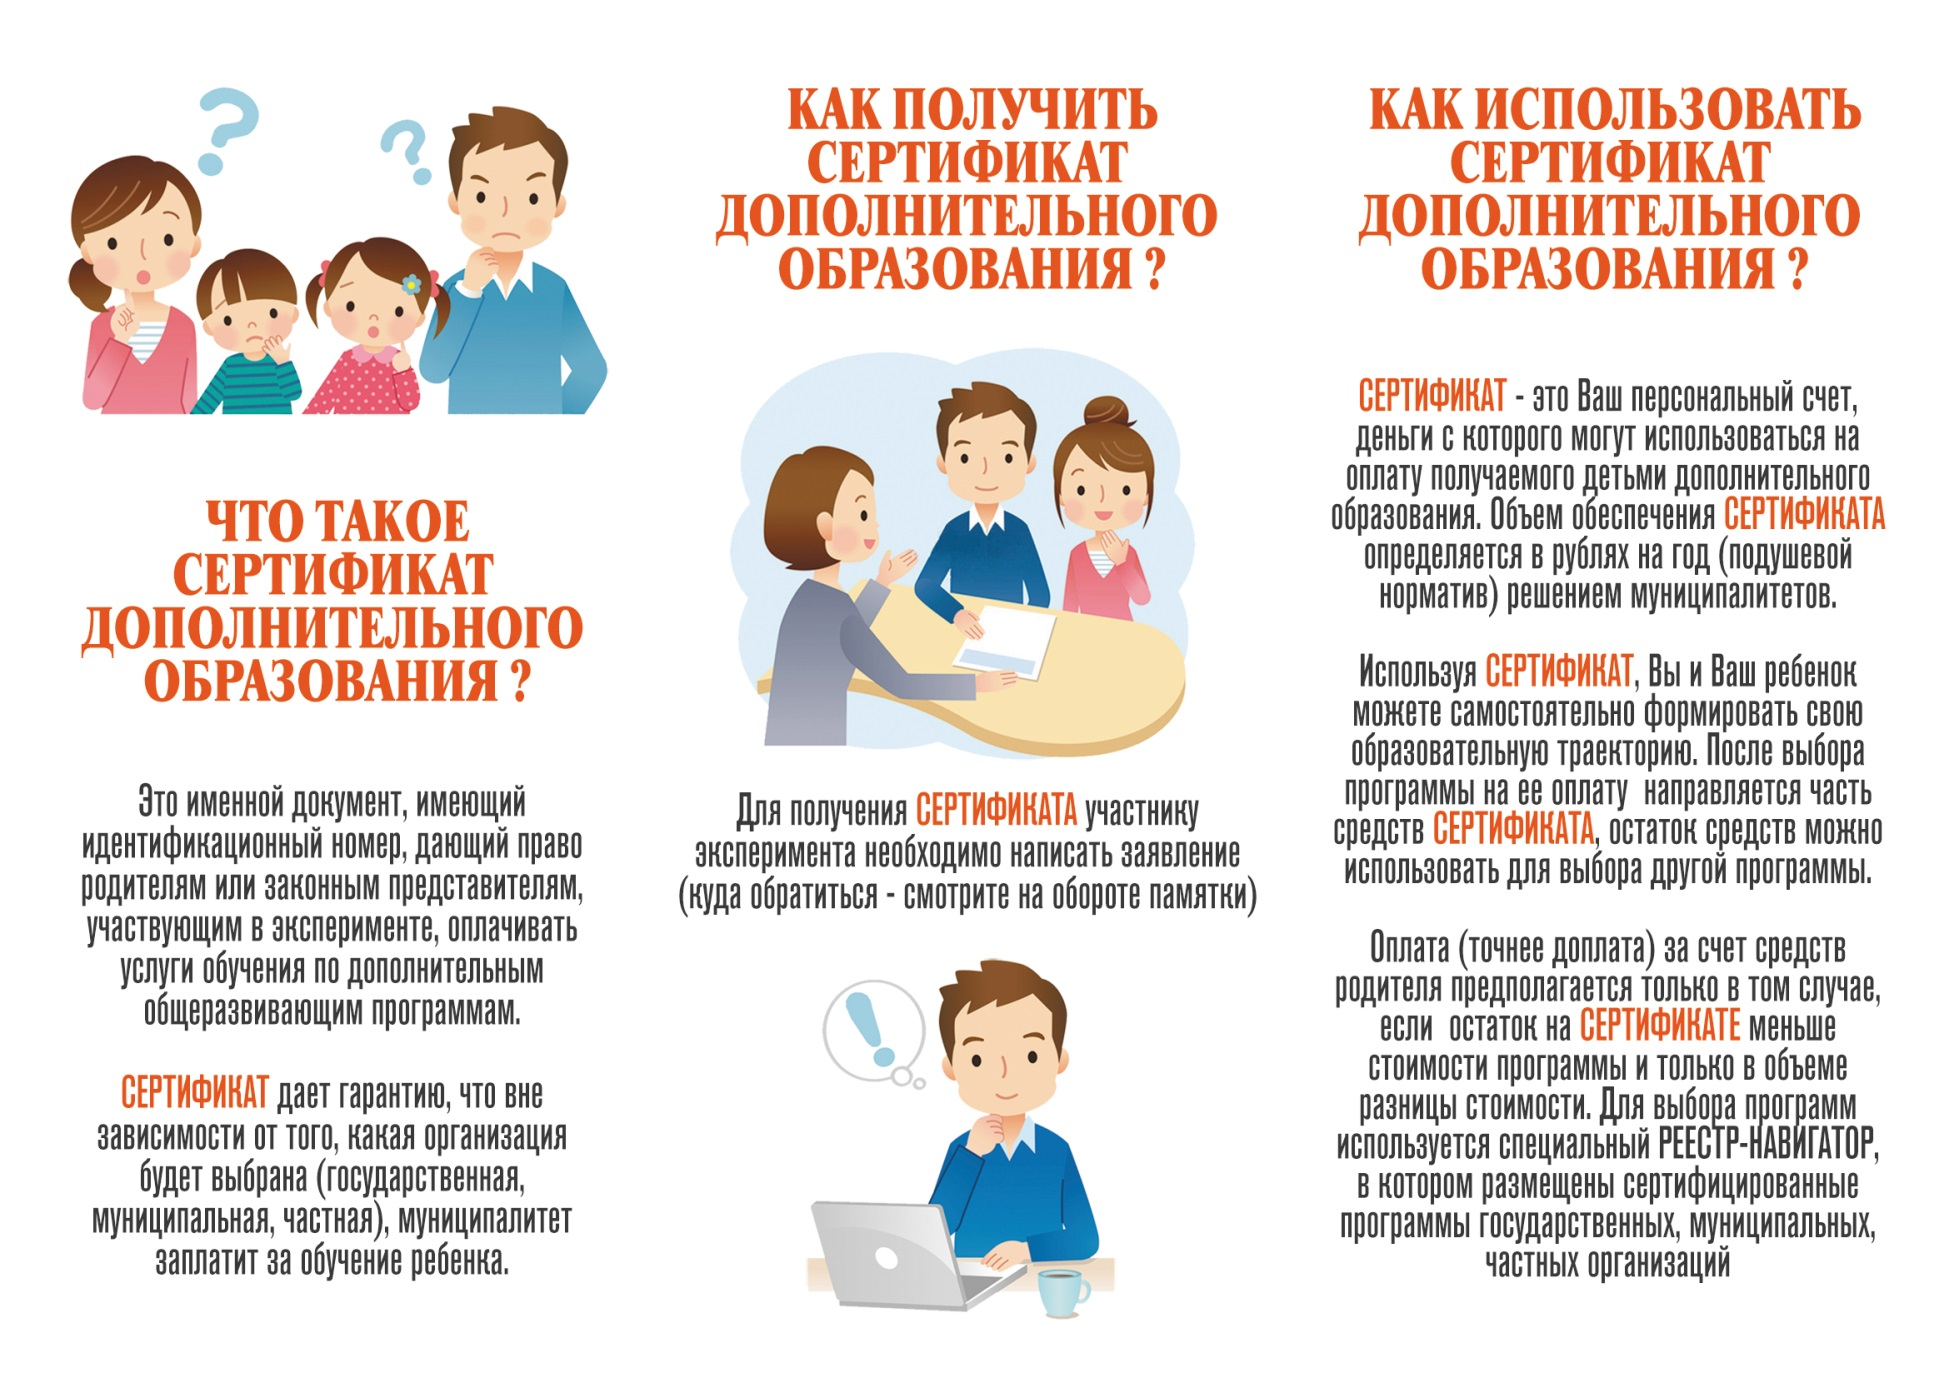 ЧТО ТАКОЕ
СЕРТИФИКАТ
ДОПОЛНИТЕЛЬНОГО
ОБРАЗОВАНИЯ ?
Это именной документ, имеющий
идентификационный номер, дающий право
родителям или законным представителям,
участвующим в эксперименте, оплачивать
услуги обучения по дополнительным
общеразвивающим программам.
СЕРТИФИКАТ дает гарантию, что вне
зависимости от того, какая организация
будет выбрана (государственная,
муниципальная, частная), муниципалитет
заплатит за обучение ребенка.
КАК ПОЛУЧИТЬ
СЕРТИФИКАТ
ДОПОЛНИТЕЛЬНОГО
ОБРАЗОВАНИЯ ?
Для получения СЕРТИФИКАТА участнику
эксперимента необходимо написать заявление
(куда обратиться - смотрите на обороте памятки)
КАК ИСПОЛЬЗОВАТЬ
СЕРТИФИКАТ
ДОПОЛНИТЕЛЬНОГО
ОБРАЗОВАНИЯ ?
СЕРТИФИКАТ - это Ваш персональный счет,
деньги с которого могут использоваться на
оплату получаемого детьми дополнительного
образования. Объем обеспечения СЕРТИФИКАТА
определяется в рублях на год (подушевой
норматив) решением муниципалитетов.
Используя СЕРТИФИКАТ, Вы и Ваш ребенок
можете самостоятельно формировать свою
образовательную траекторию. После выбора
программы на ее оплату направляется часть
средств СЕРТИФИКАТА, остаток средств можно
использовать для выбора другой программы.
Оплата (точнее доплата) за счет средств
родителя предполагается только в том случае,
если остаток на СЕРТИФИКАТЕ меньше
стоимости программы и только в объеме
разницы стоимости. Для выбора программ
используется специальный РЕЕСТР-НАВИГАТОР,
в котором размещены сертифицированные
программы государственных, муниципальных,
частных организаций